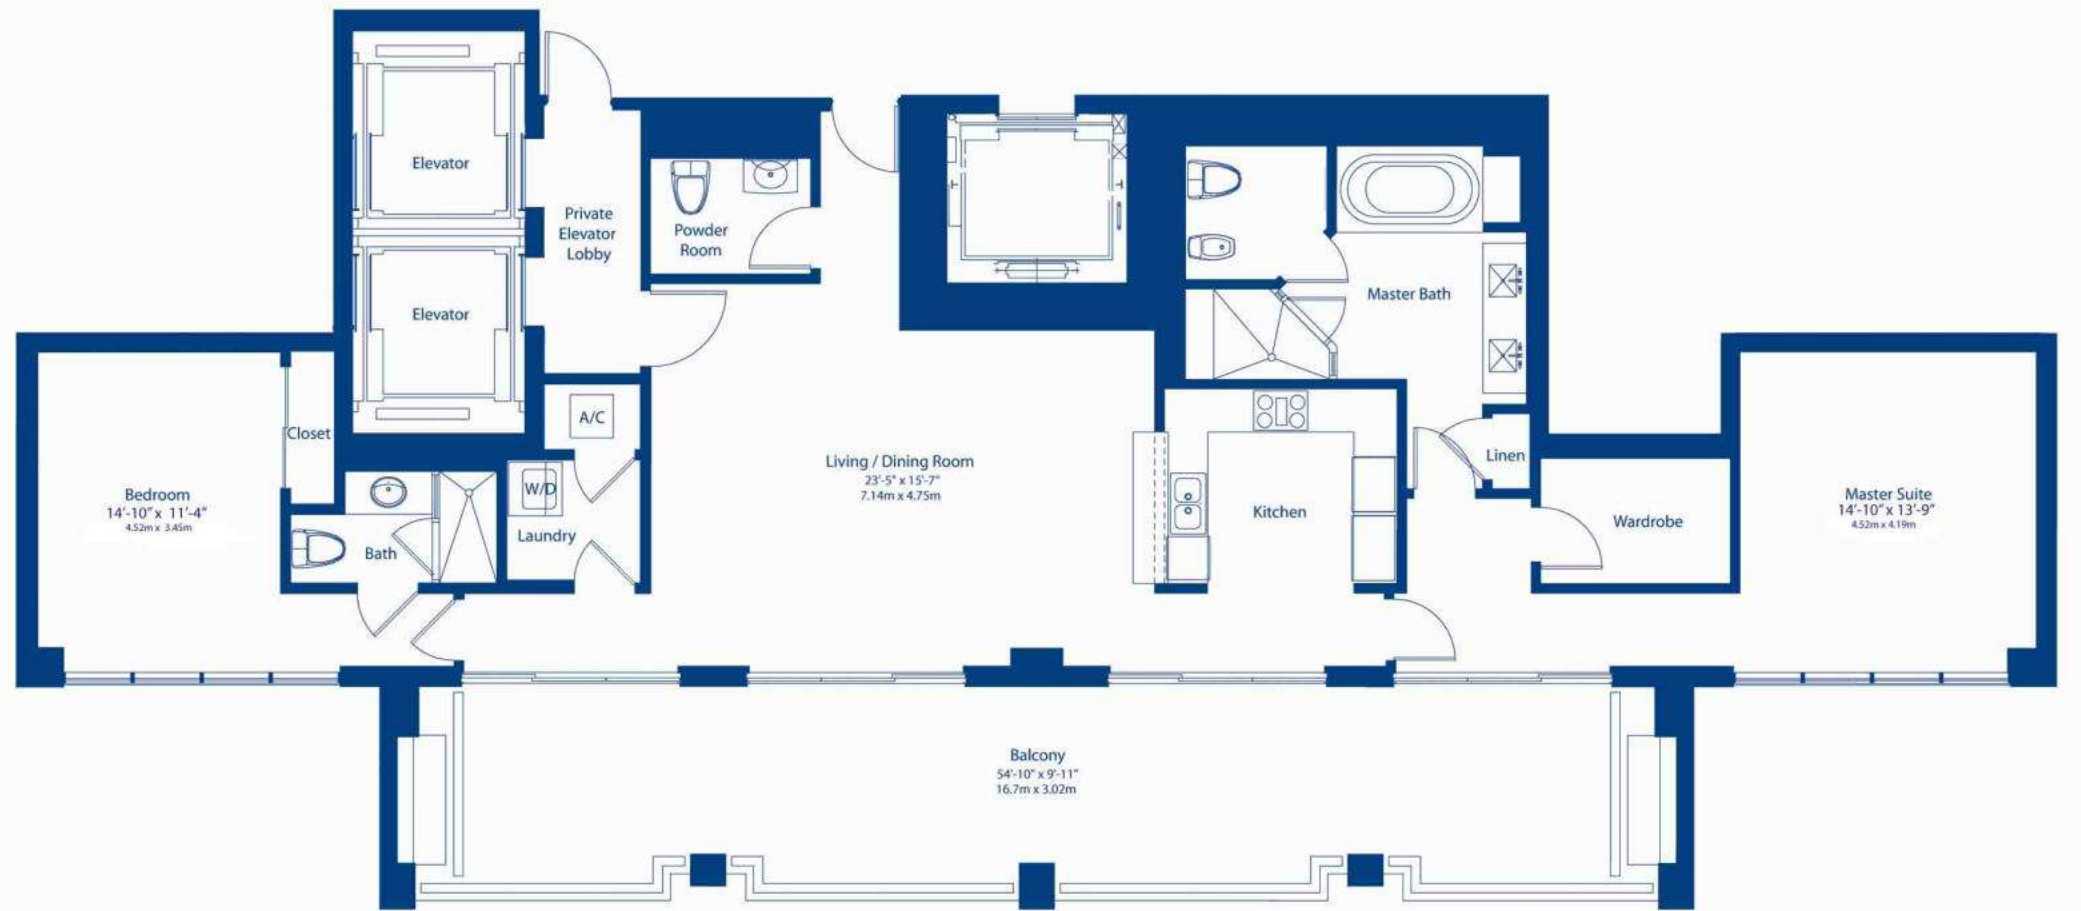 Elevator
Private
Elevator
Lobby
Powder
Room
Elevator
Master Bath
A/C
Closet
Living / Dining Room
23'-5" x 15'-7"
7.14m x 4.75m
Linen
Bedroom
14'-10" x 11'-4"
4.52m x 3.45m
W/D
Laundry
Bath
Kitchen
Wardrobe
Master Suite
14'-10" x 13'-9"
4.52m x 4.19m
Balcony
54'-10" x 9'-11"
16.7m x 3.02m